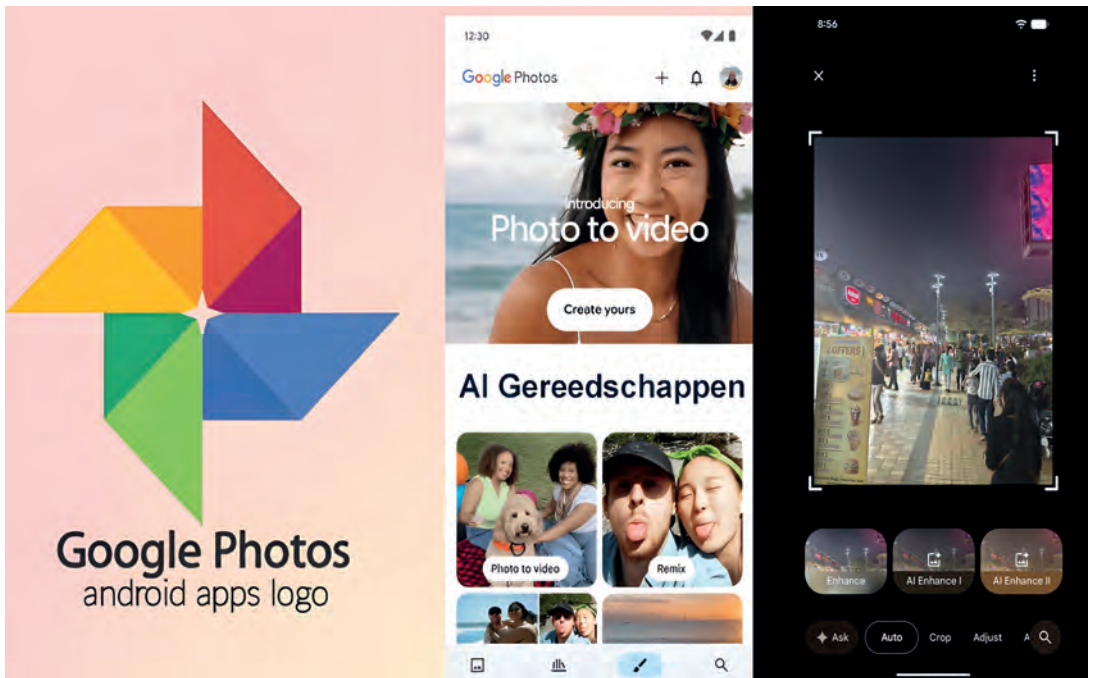 Google Photos
android apps logo
12:30
Google Photos
Introducing
Photo to video
Create yours
AI Gereedschappen
Photo to video
Remix
8:56
OFFERS
Enhance
AI Enhance I
AI Enhance II
Ask
Auto
Crop
Adjust
A